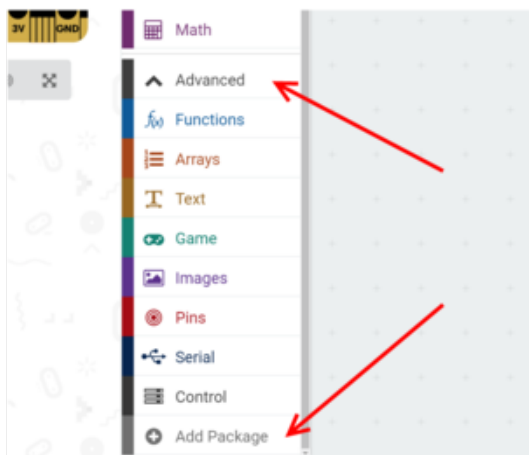 3V GND
Math
Advanced
f(x) Functions
Arrays
T Text
Game
Images
Pins
Serial
Control
Add Package